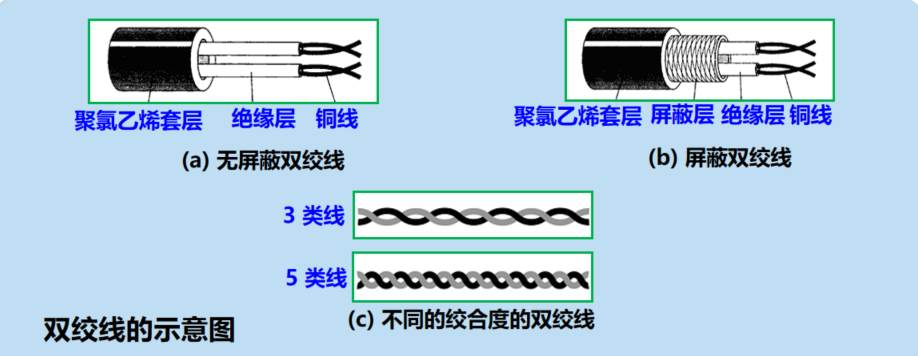 聚氯乙烯套层 绝缘层 铜线
(a) 无屏蔽双绞线
聚氯乙烯套层 屏蔽层 绝缘层 铜线
(b) 屏蔽双绞线
3 类线
5 类线
(c) 不同的绞合度的双绞线
双绞线的示意图